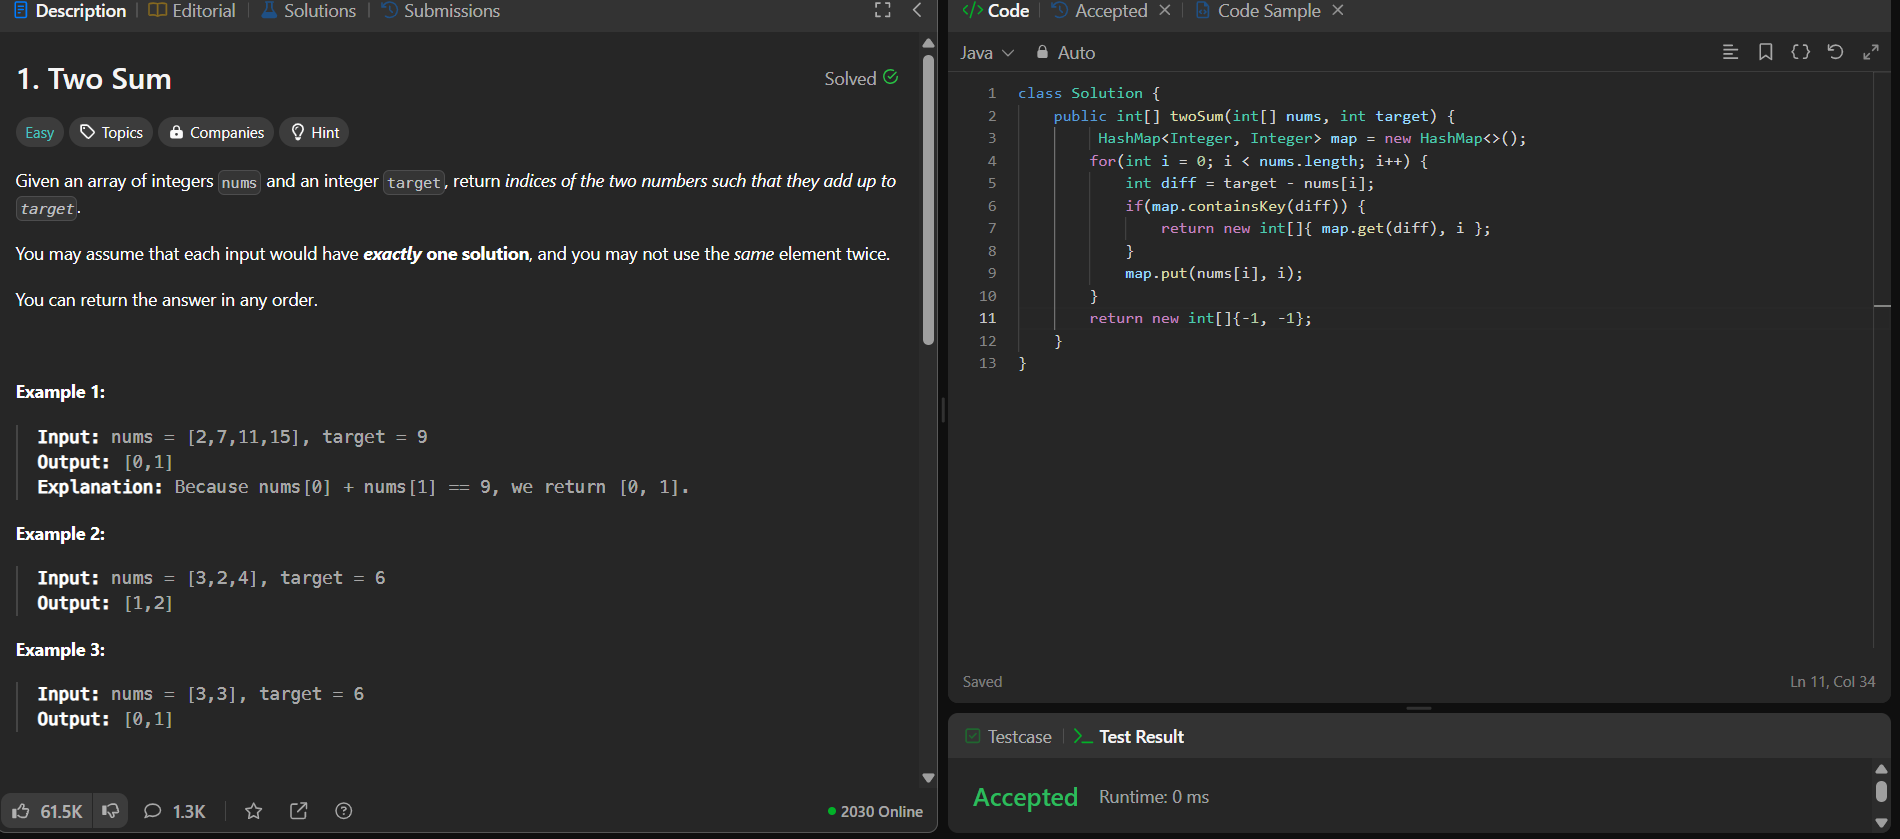 Description
Editorial
Solutions
Submissions
1. Two Sum
Solved
Easy
Topics
Companies
Hint
Given an array of integers nums and an integer target, return indices of the two numbers such that they add up to
target.
You may assume that each input would have exactly one solution, and you may not use the same element twice.
You can return the answer in any order.
Example 1:
Input: nums = [2,7,11,15], target = 9
Output: [0,1]
Explanation: Because nums[0] + nums[1] == 9, we return [0, 1].
Example 2:
Input: nums = [3,2,4], target = 6
Output: [1,2]
Example 3:
Input: nums = [3,3], target = 6
Output: [0,1]
61.5K
1.3K
2030 Online
</> Code
Accepted
Code Sample
Java
Auto
1 class Solution {
2 public int[] twoSum(int[] nums, int target) {
3 HashMap<Integer, Integer> map = new HashMap<>();
4 for(int i = 0; i < nums.length; i++) {
5 int diff = target - nums[i];
6 if(map.containsKey(diff)) {
7 return new int[]{ map.get(diff), i };
8 }
9 map.put(nums[i], i);
10 }
11 return new int[]{-1, -1};
12 }
13 }
Saved
Ln 11, Col 34
Testcase
Test Result
Accepted
Runtime: 0 ms